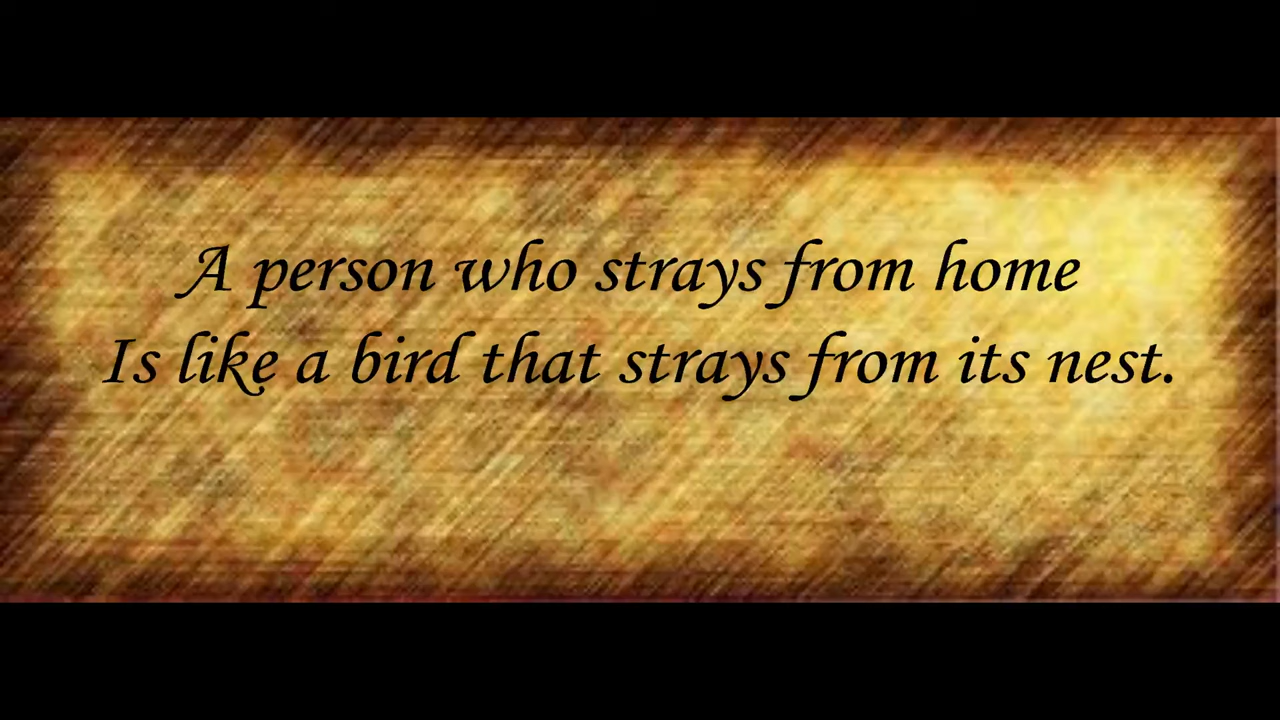 A person who strays from home
Is like a bird that strays from its nest.